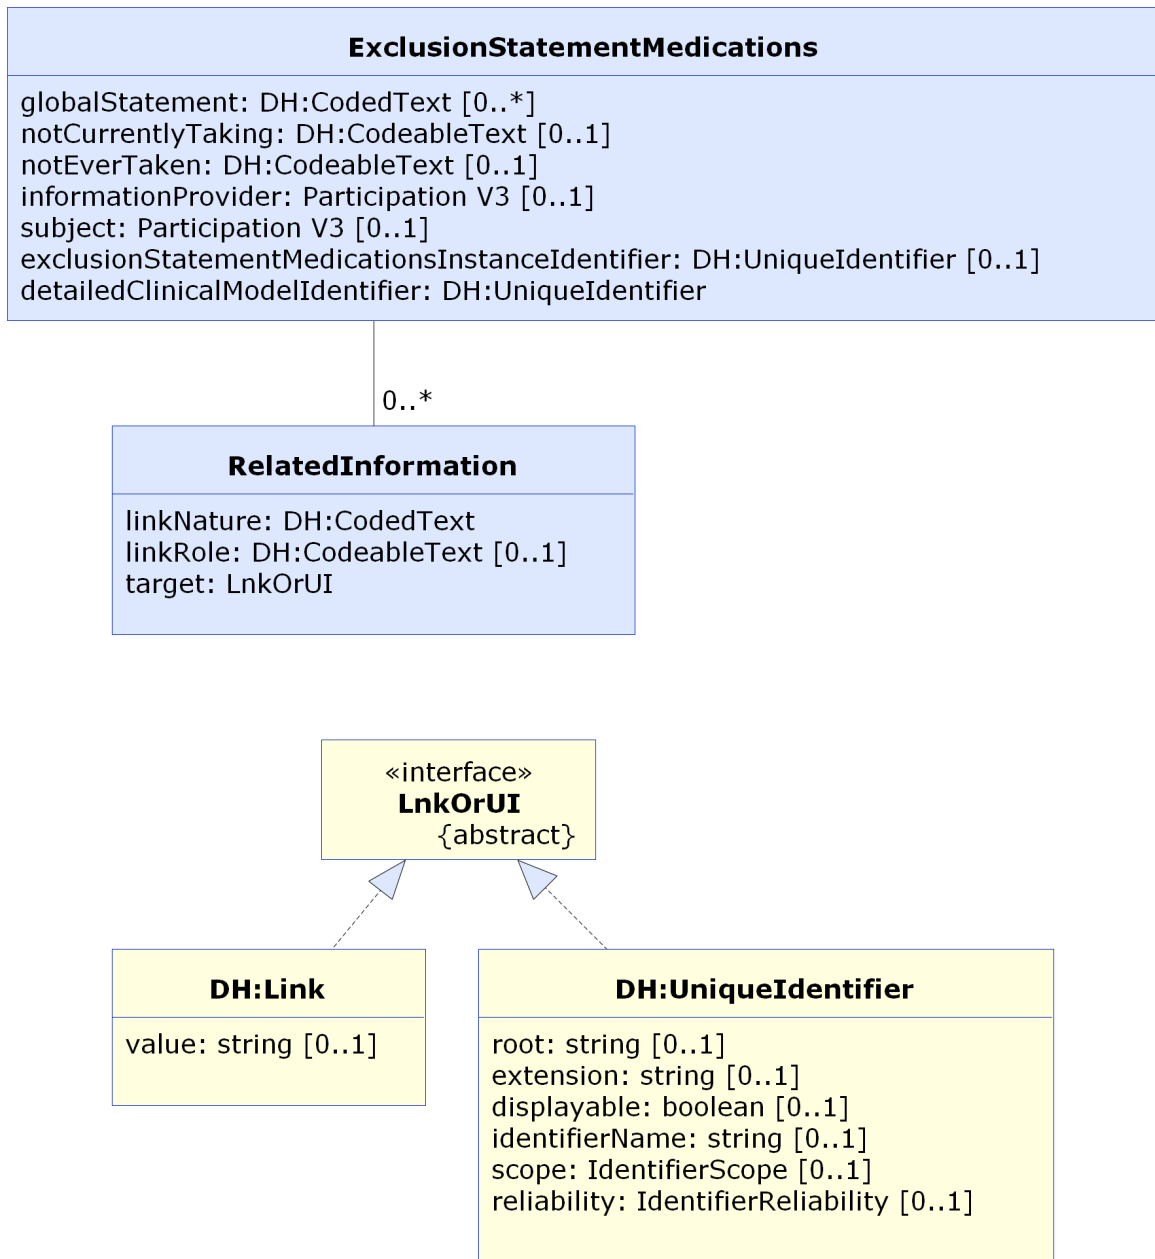 ExclusionStatementMedications
globalStatement: DH:CodedText [0..*]
notCurrentlyTaking: DH:CodeableText [0..1]
notEverTaken: DH:CodeableText [0..1]
informationProvider: Participation V3 [0..1]
subject: Participation V3 [0..1]
exclusionStatementMedicationsInstanceIdentifier: DH:UniqueIdentifier [0..1]
detailedClinicalModelIdentifier: DH:UniqueIdentifier
0..*
RelatedInformation
linkNature: DH:CodedText
linkRole: DH:CodeableText [0..1]
target: LnkOrUI
«interface»
LnkOrUI
{abstract}
DH:Link
value: string [0..1]
DH:UniqueIdentifier
root: string [0..1]
extension: string [0..1]
displayable: boolean [0..1]
identifierName: string [0..1]
scope: IdentifierScope [0..1]
reliability: IdentifierReliability [0..1]